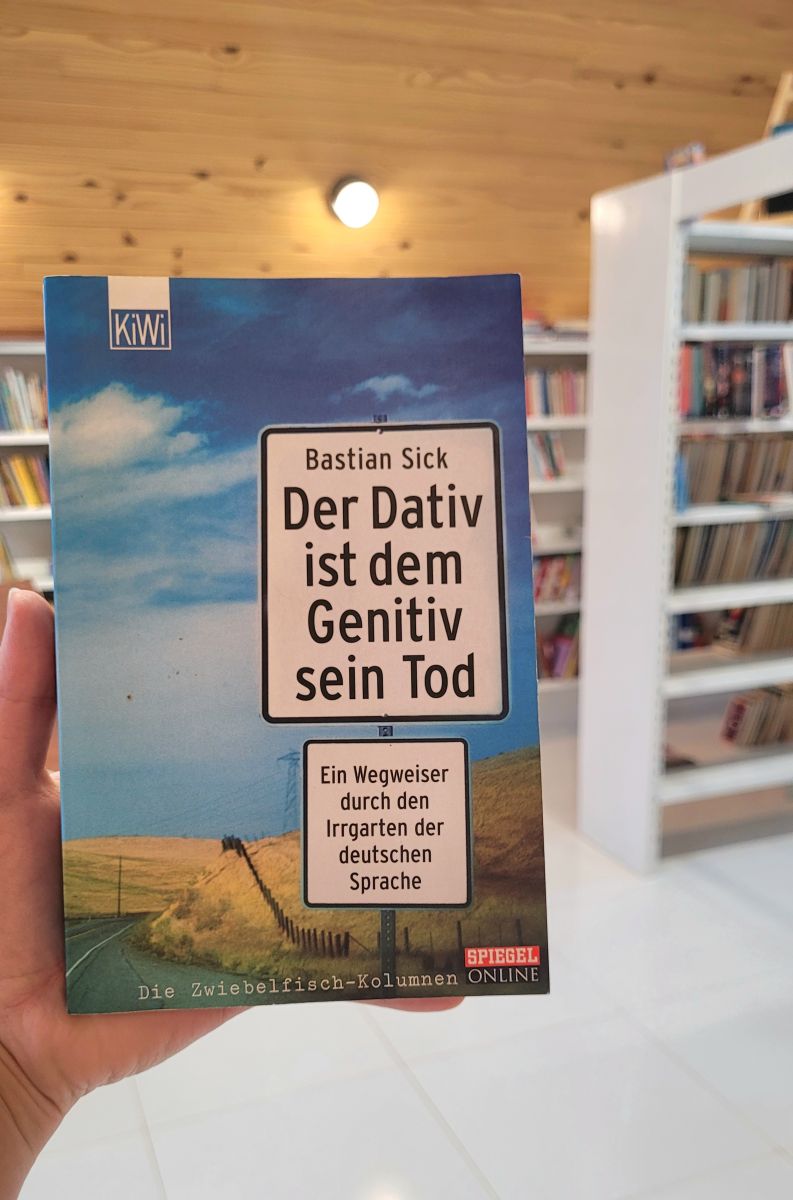 KiWi
Bastian Sick
Der Dativ
ist dem
Genitiv
sein Tod
Ein Wegweiser
durch den
Irrgarten der
deutschen
Sprache
Die Zwiebelfisch-Kolumnen
SPIEGEL
ONLINE